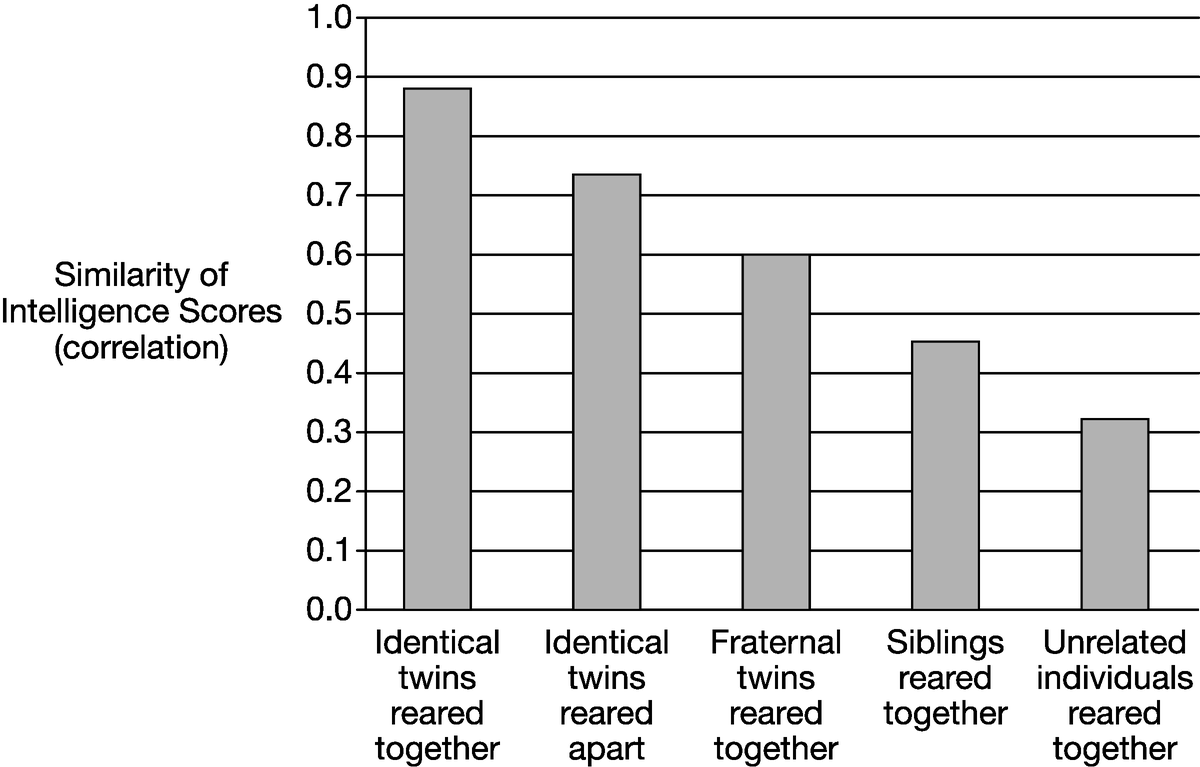 1.0
0.9
0.8
0.7
0.6
0.5
0.4
0.3
0.2
0.1
0.0
Similarity of
Intelligence Scores
(correlation)
Identical
twins
reared
together
Identical
twins
reared
apart
Fraternal
twins
reared
together
Siblings
reared
together
Unrelated
individuals
reared
together